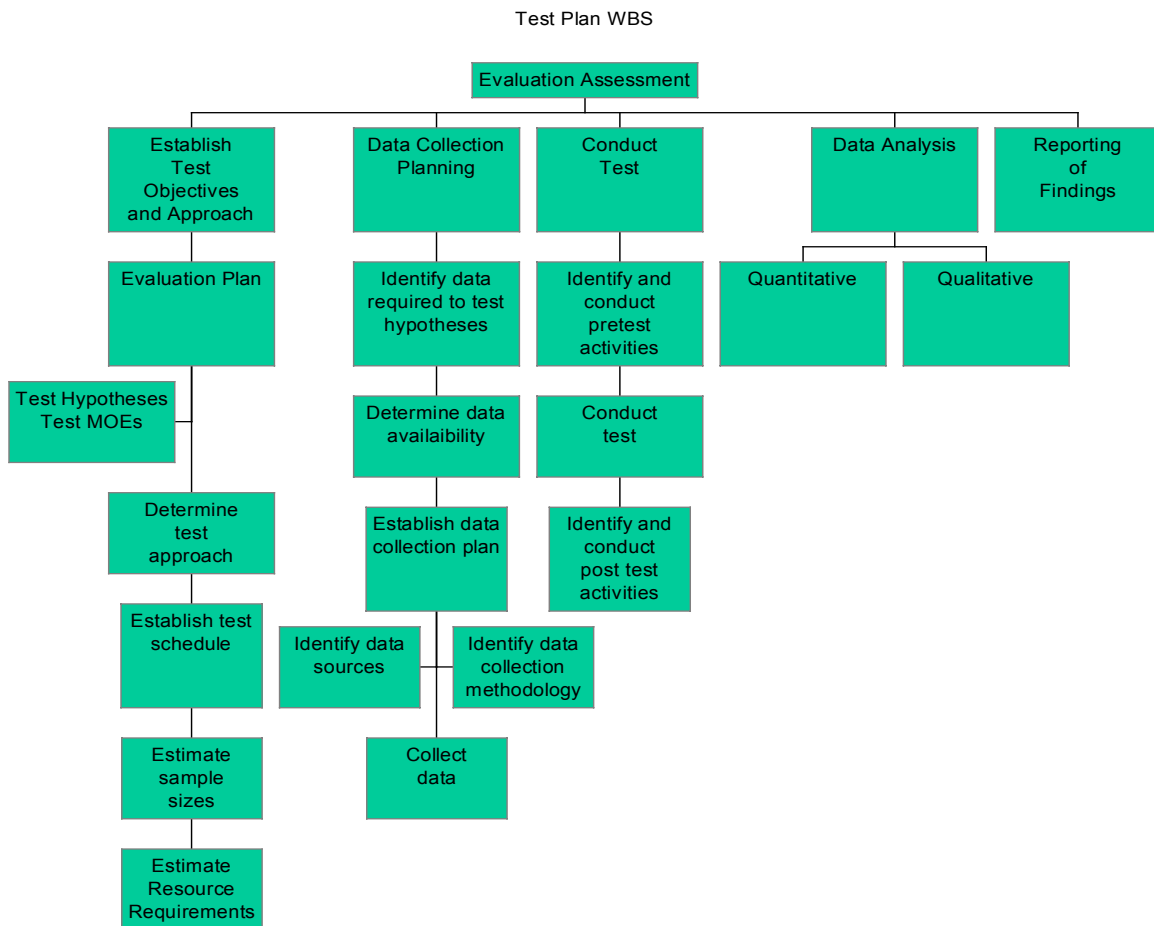 Test Plan WBS
Evaluation Assessment
Establish
Test
Objectives
and Approach
Data Collection
Planning
Conduct
Test
Data Analysis
Reporting
of
Findings
Evaluation Plan
Identify data
required to test
hypotheses
Identify and
conduct
pretest
activities
Quantitative
Qualitative
Test Hypotheses
Test MOEs
Determine data
availaibility
Conduct
test
Determine
test
approach
Establish data
collection plan
Identify and
conduct
post test
activities
Establish test
schedule
Identify data
sources
Identify data
collection
methodology
Estimate
sample
sizes
Collect
data
Estimate
Resource
Requirements